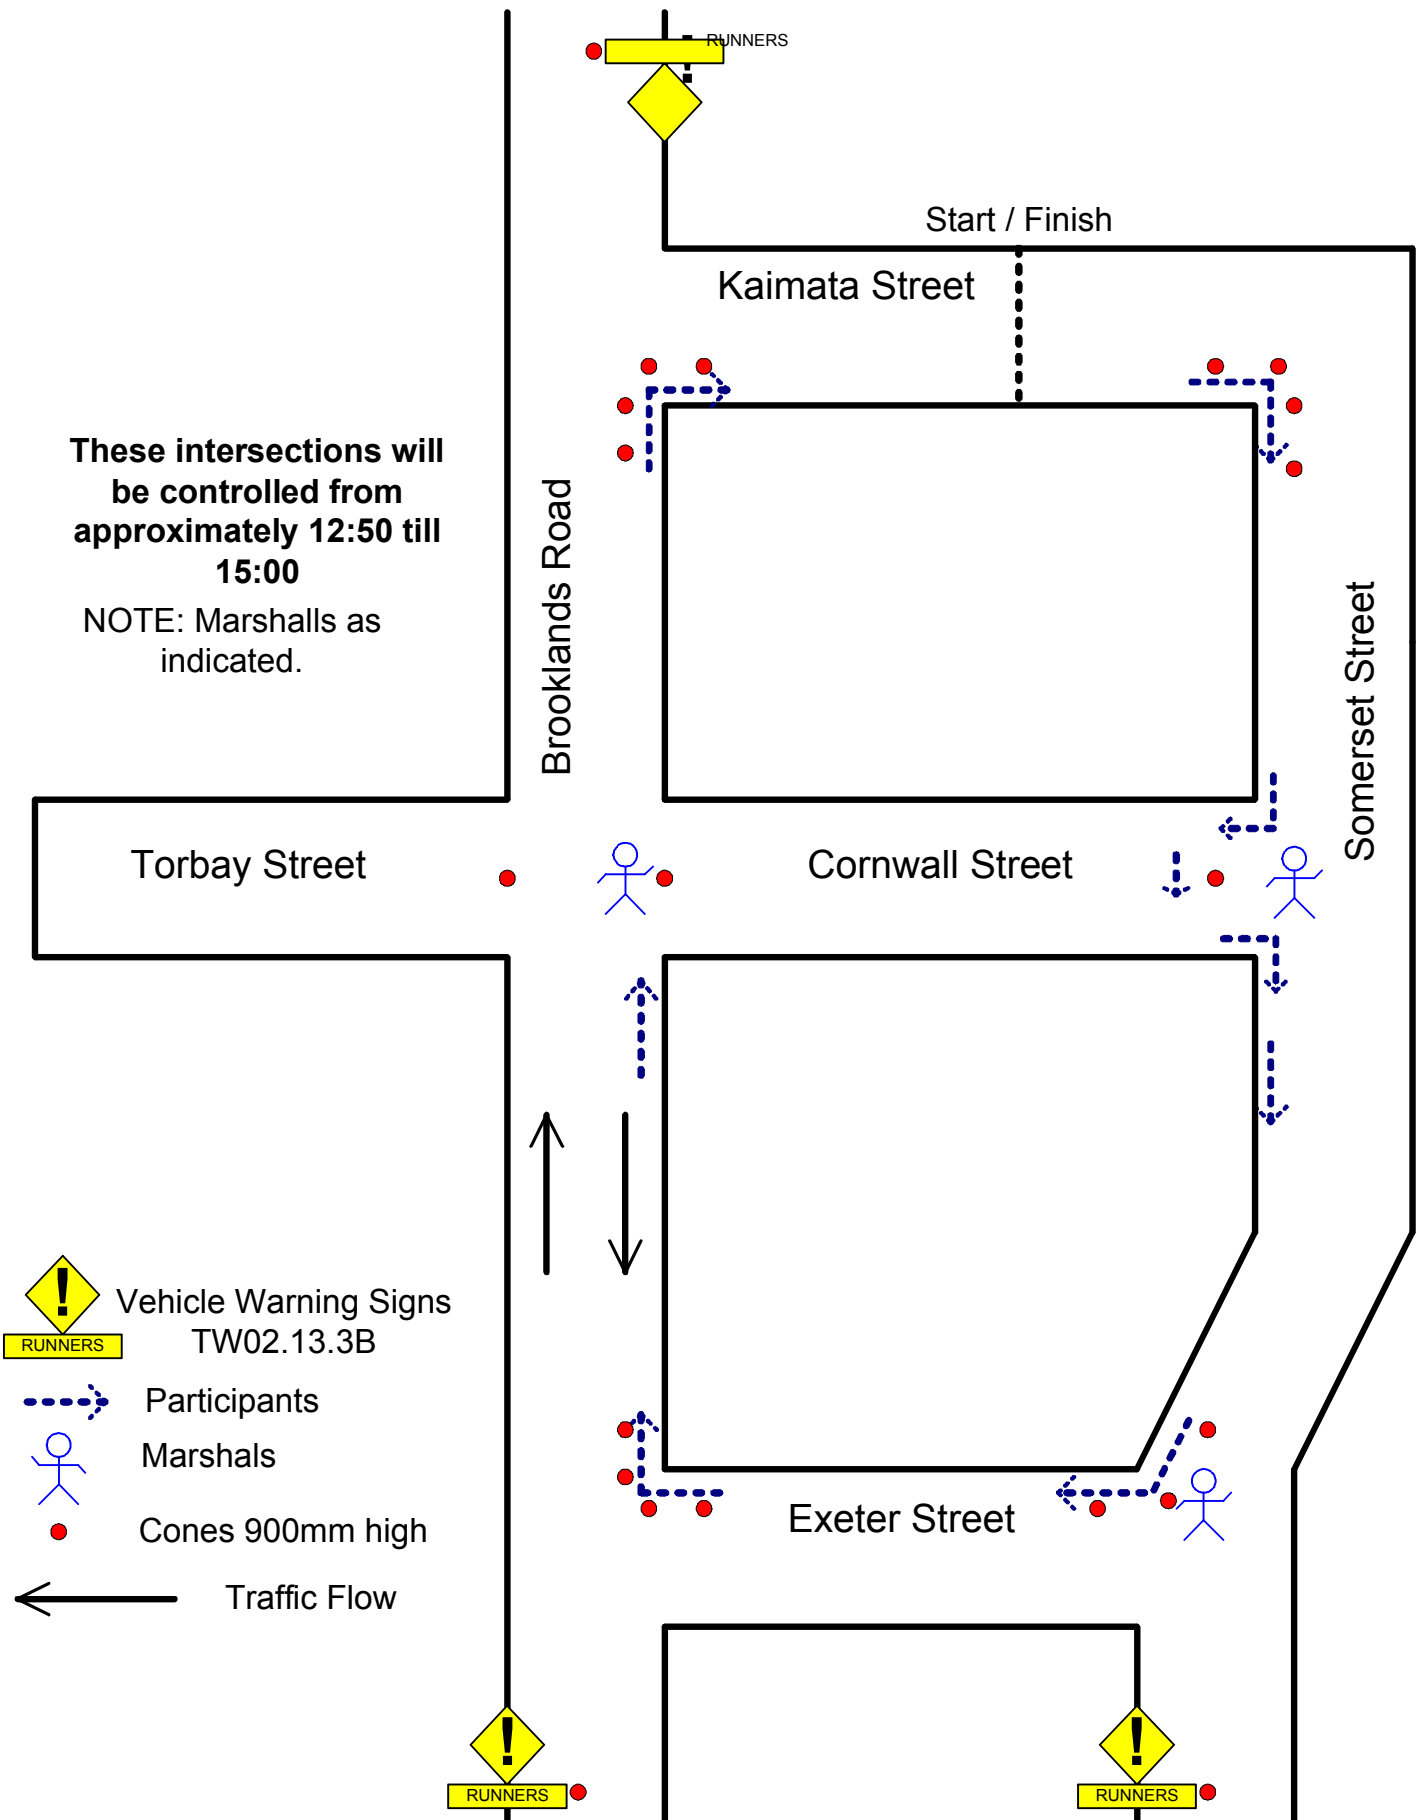 RUNNERS
!
Start / Finish
Kaimata Street
These intersections will
be controlled from
approximately 12:50 till
15:00
NOTE: Marshalls as
indicated.
Brooklands Road
Somerset Street
Torbay Street
Cornwall Street
!
RUNNERS
Vehicle Warning Signs
TW02.13.3B
Participants
Marshals
Cones 900mm high
Traffic Flow
Exeter Street
!
RUNNERS
!
RUNNERS